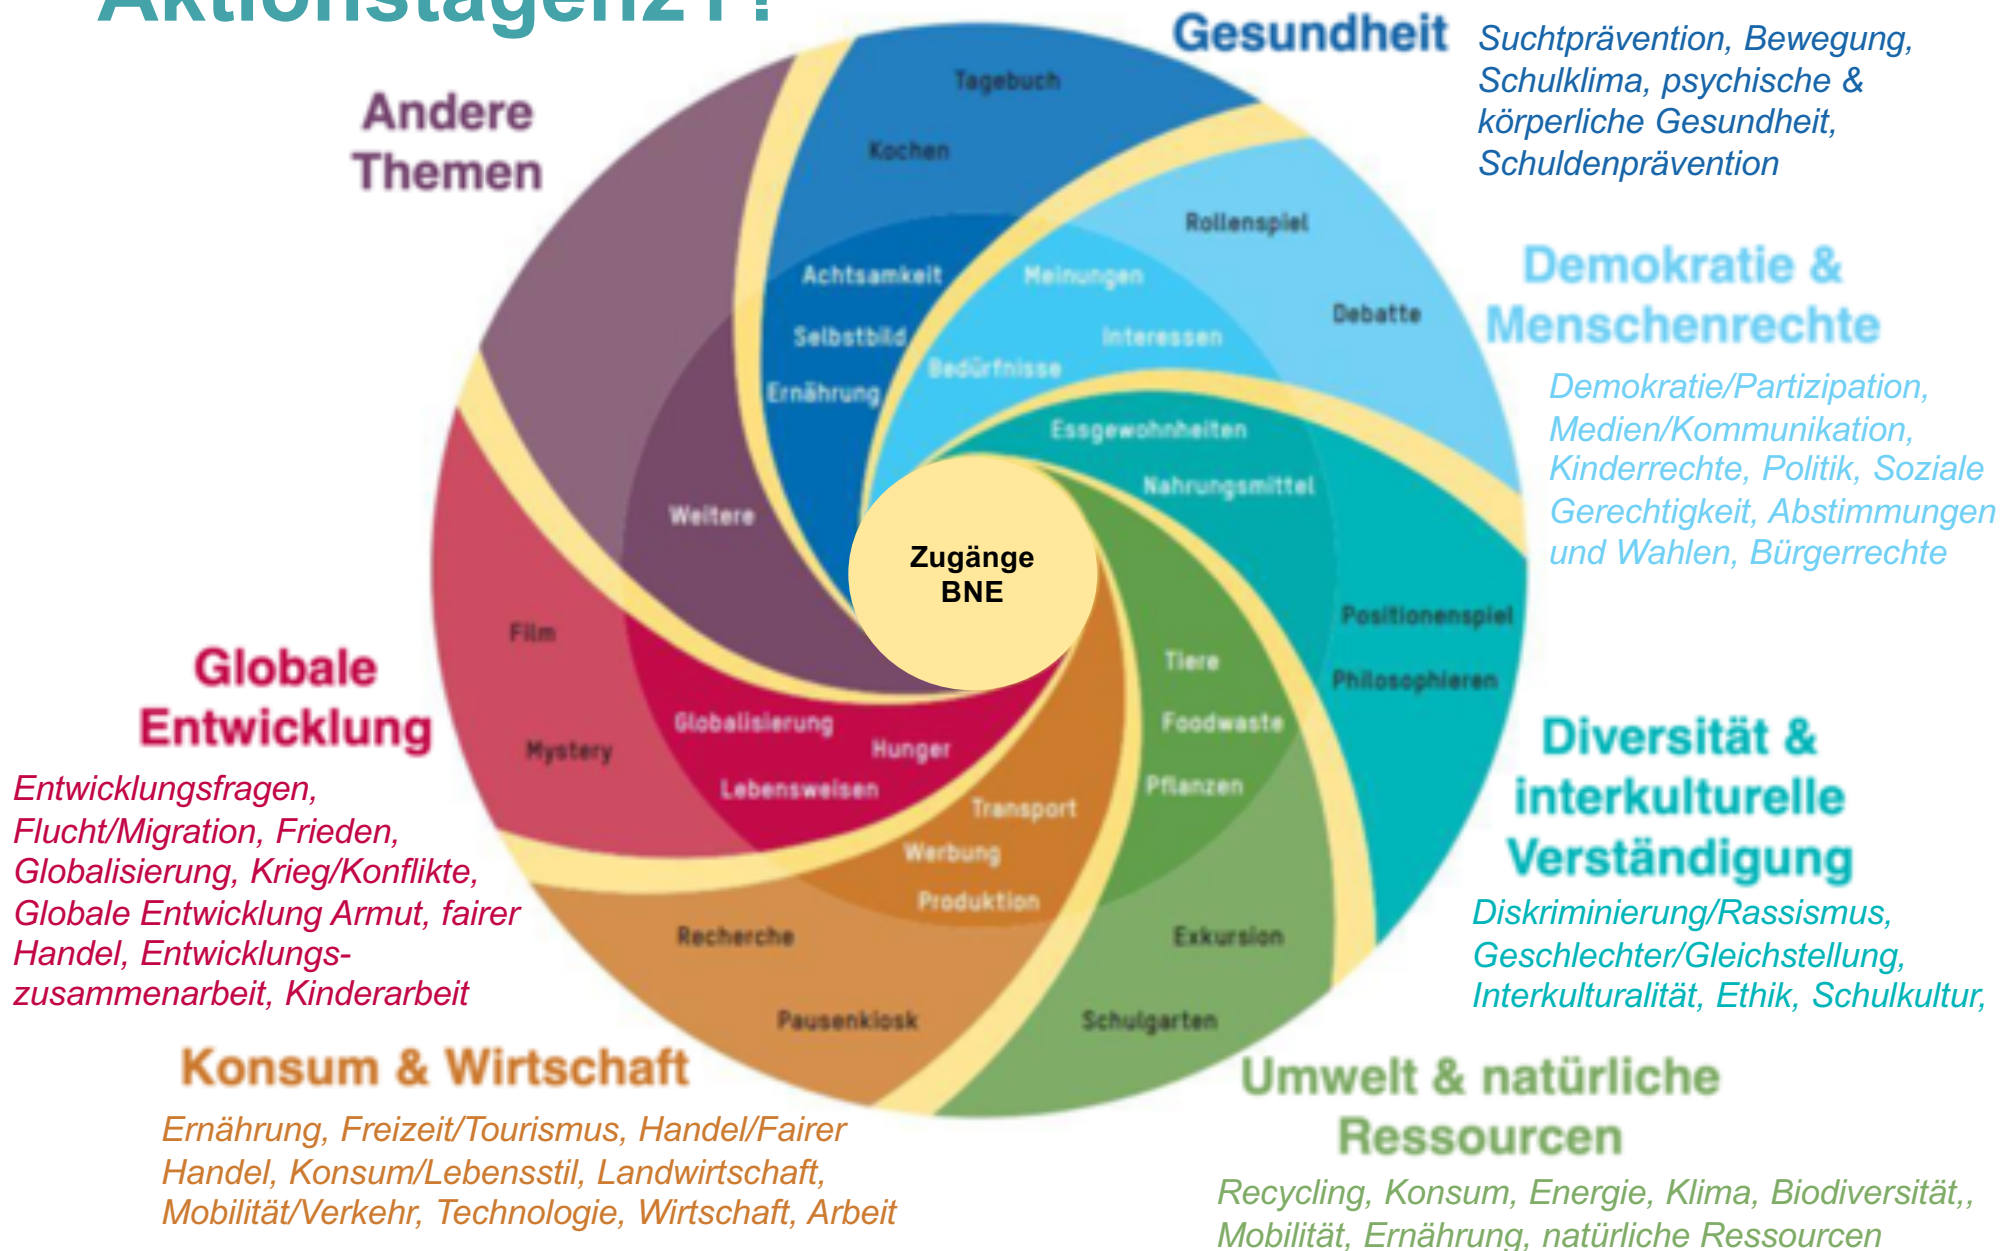 Aktionstagen21?
Gesundheit
Suchtprävention, Bewegung,
Schulklima, psychische &
körperliche Gesundheit,
Schuldenprävention
Andere
Themen
Tagebuch
Kochen
Achtsamkeit
Selbstbild
Ernährung
Rollenspiel
Debatte
Meinungen
Interessen
Bedürfnisse
Demokratie &
Menschenrechte
Demokratie/Partizipation,
Medien/Kommunikation,
Kinderrechte, Politik, Soziale
Gerechtigkeit, Abstimmungen
und Wahlen, Bürgerrechte
Essgewohnheiten
Nahrungsmittel
Positionenspiel
Philosophieren
Weitere
Zugänge
BNE
Diversität &
interkulturelle
Verständigung
Diskriminierung/Rassismus,
Geschlechter/Gleichstellung,
Interkulturalität, Ethik, Schulkultur,
Tiere
Foodwaste
Pflanzen
Exkursion
Schulgarten
Film
Mystery
Globalisierung
Hunger
Lebensweisen
Globale
Entwicklung
Entwicklungsfragen,
Flucht/Migration, Frieden,
Globalisierung, Krieg/Konflikte,
Globale Entwicklung Armut, fairer
Handel, Entwicklungs-
zusammenarbeit, Kinderarbeit
Transport
Werbung
Produktion
Recherche
Pausenkiosk
Konsum & Wirtschaft
Ernährung, Freizeit/Tourismus, Handel/Fairer
Handel, Konsum/Lebensstil, Landwirtschaft,
Mobilität/Verkehr, Technologie, Wirtschaft, Arbeit
Umwelt & natürliche
Ressourcen
Recycling, Konsum, Energie, Klima, Biodiversität,,
Mobilität, Ernährung, natürliche Ressourcen